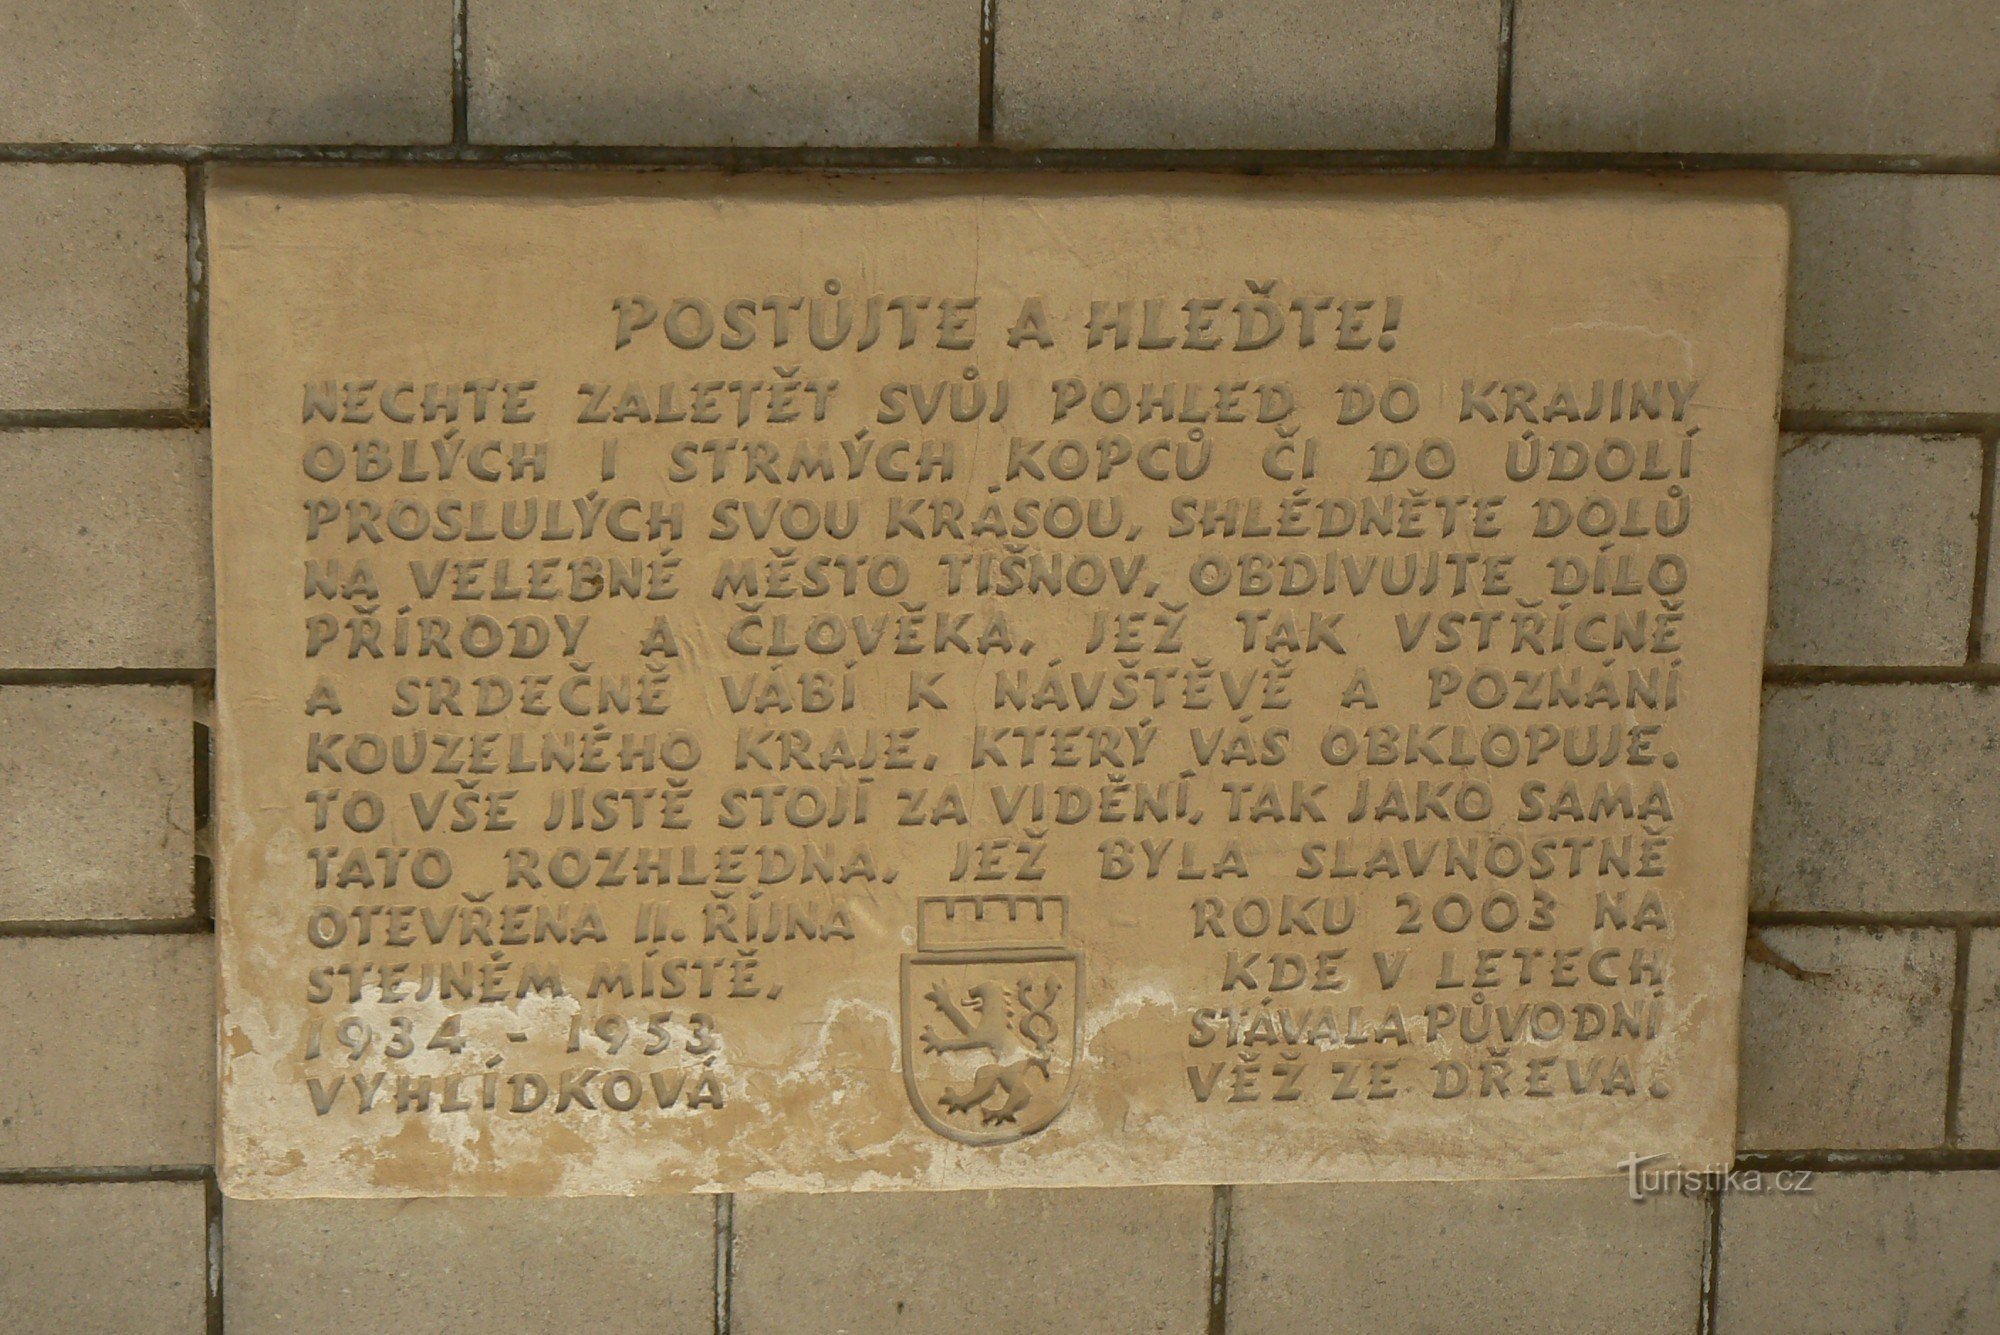 POSTŮJTE A HLEĎTE!
NECHTE ZALETĚT SVŮJ POHLED DO KRAJINY
OBLÝCH I STRMÝCH KOPCŮ ČI DO ÚDOLÍ
PROSLULÝCH SVOU KRÁSOU, SHLÉDNĚTE DOLŮ
NA VELEBNÉ MĚSTO TIŠNOV, OBDIVUJTE DÍLO
PŘÍRODY A ČLOVĚKA, JEŽ TAK VSTŘÍCNĚ
A SRDEČNĚ VÁBÍ K NÁVŠTĚVĚ A POZNÁNÍ
KOUZELNÉHO KRAJE, KTERÝ VÁS OBKLOPUJE.
TO VŠE JISTĚ STOJÍ ZA VIDĚNÍ, TAK JAKO SAMA
TATO ROZHLEDNA, JEŽ BYLA SLAVNOSTNĚ
OTEVŘENA 11. ŘÍJNA ROKU 2003 NA
STEJNÉM MÍSTĚ, KDE V LETECH
1934 - 1953 STÁVALA PŮVODNÍ
VYHLÍDKOVÁ VĚŽ ZE DŘEVA.
Turistika.cz